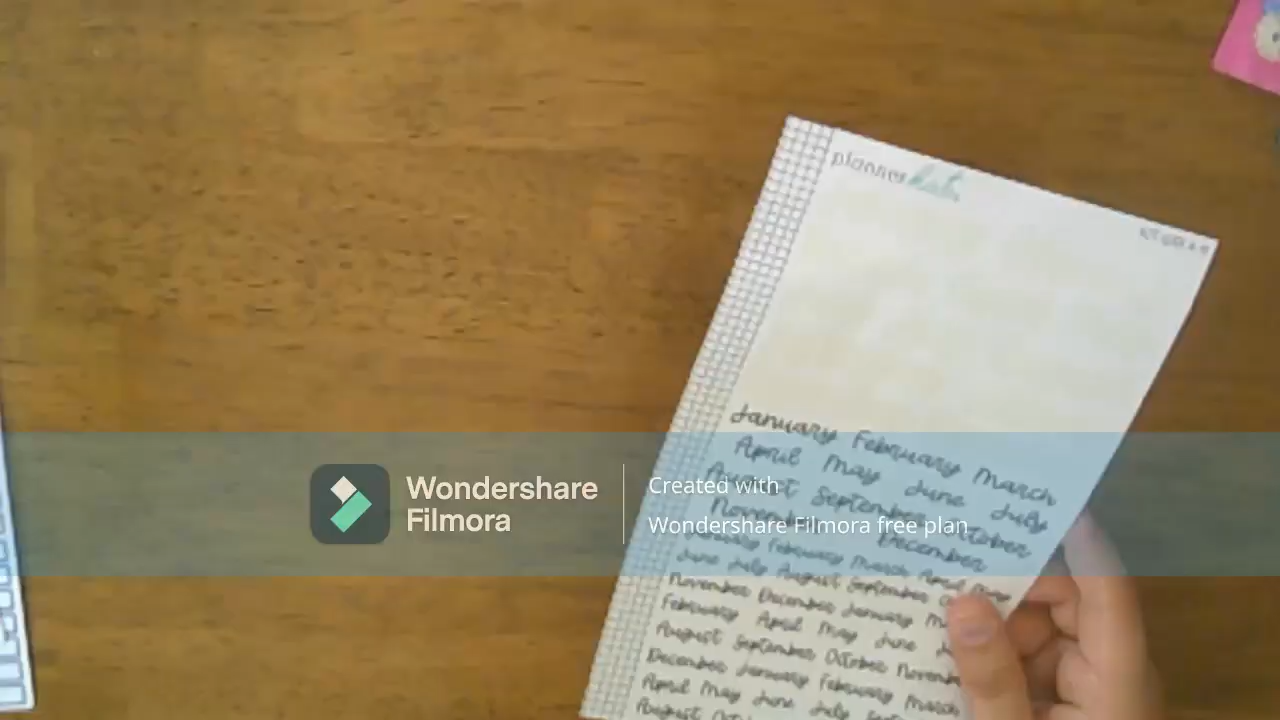 planner
January February March
April May June July
August September October
November December
January February March April
June July August September
November December January
February April May June
August September October
December January February March
April May June July
August
Wondershare
Filmora
Created with
Wondershare Filmora free plan